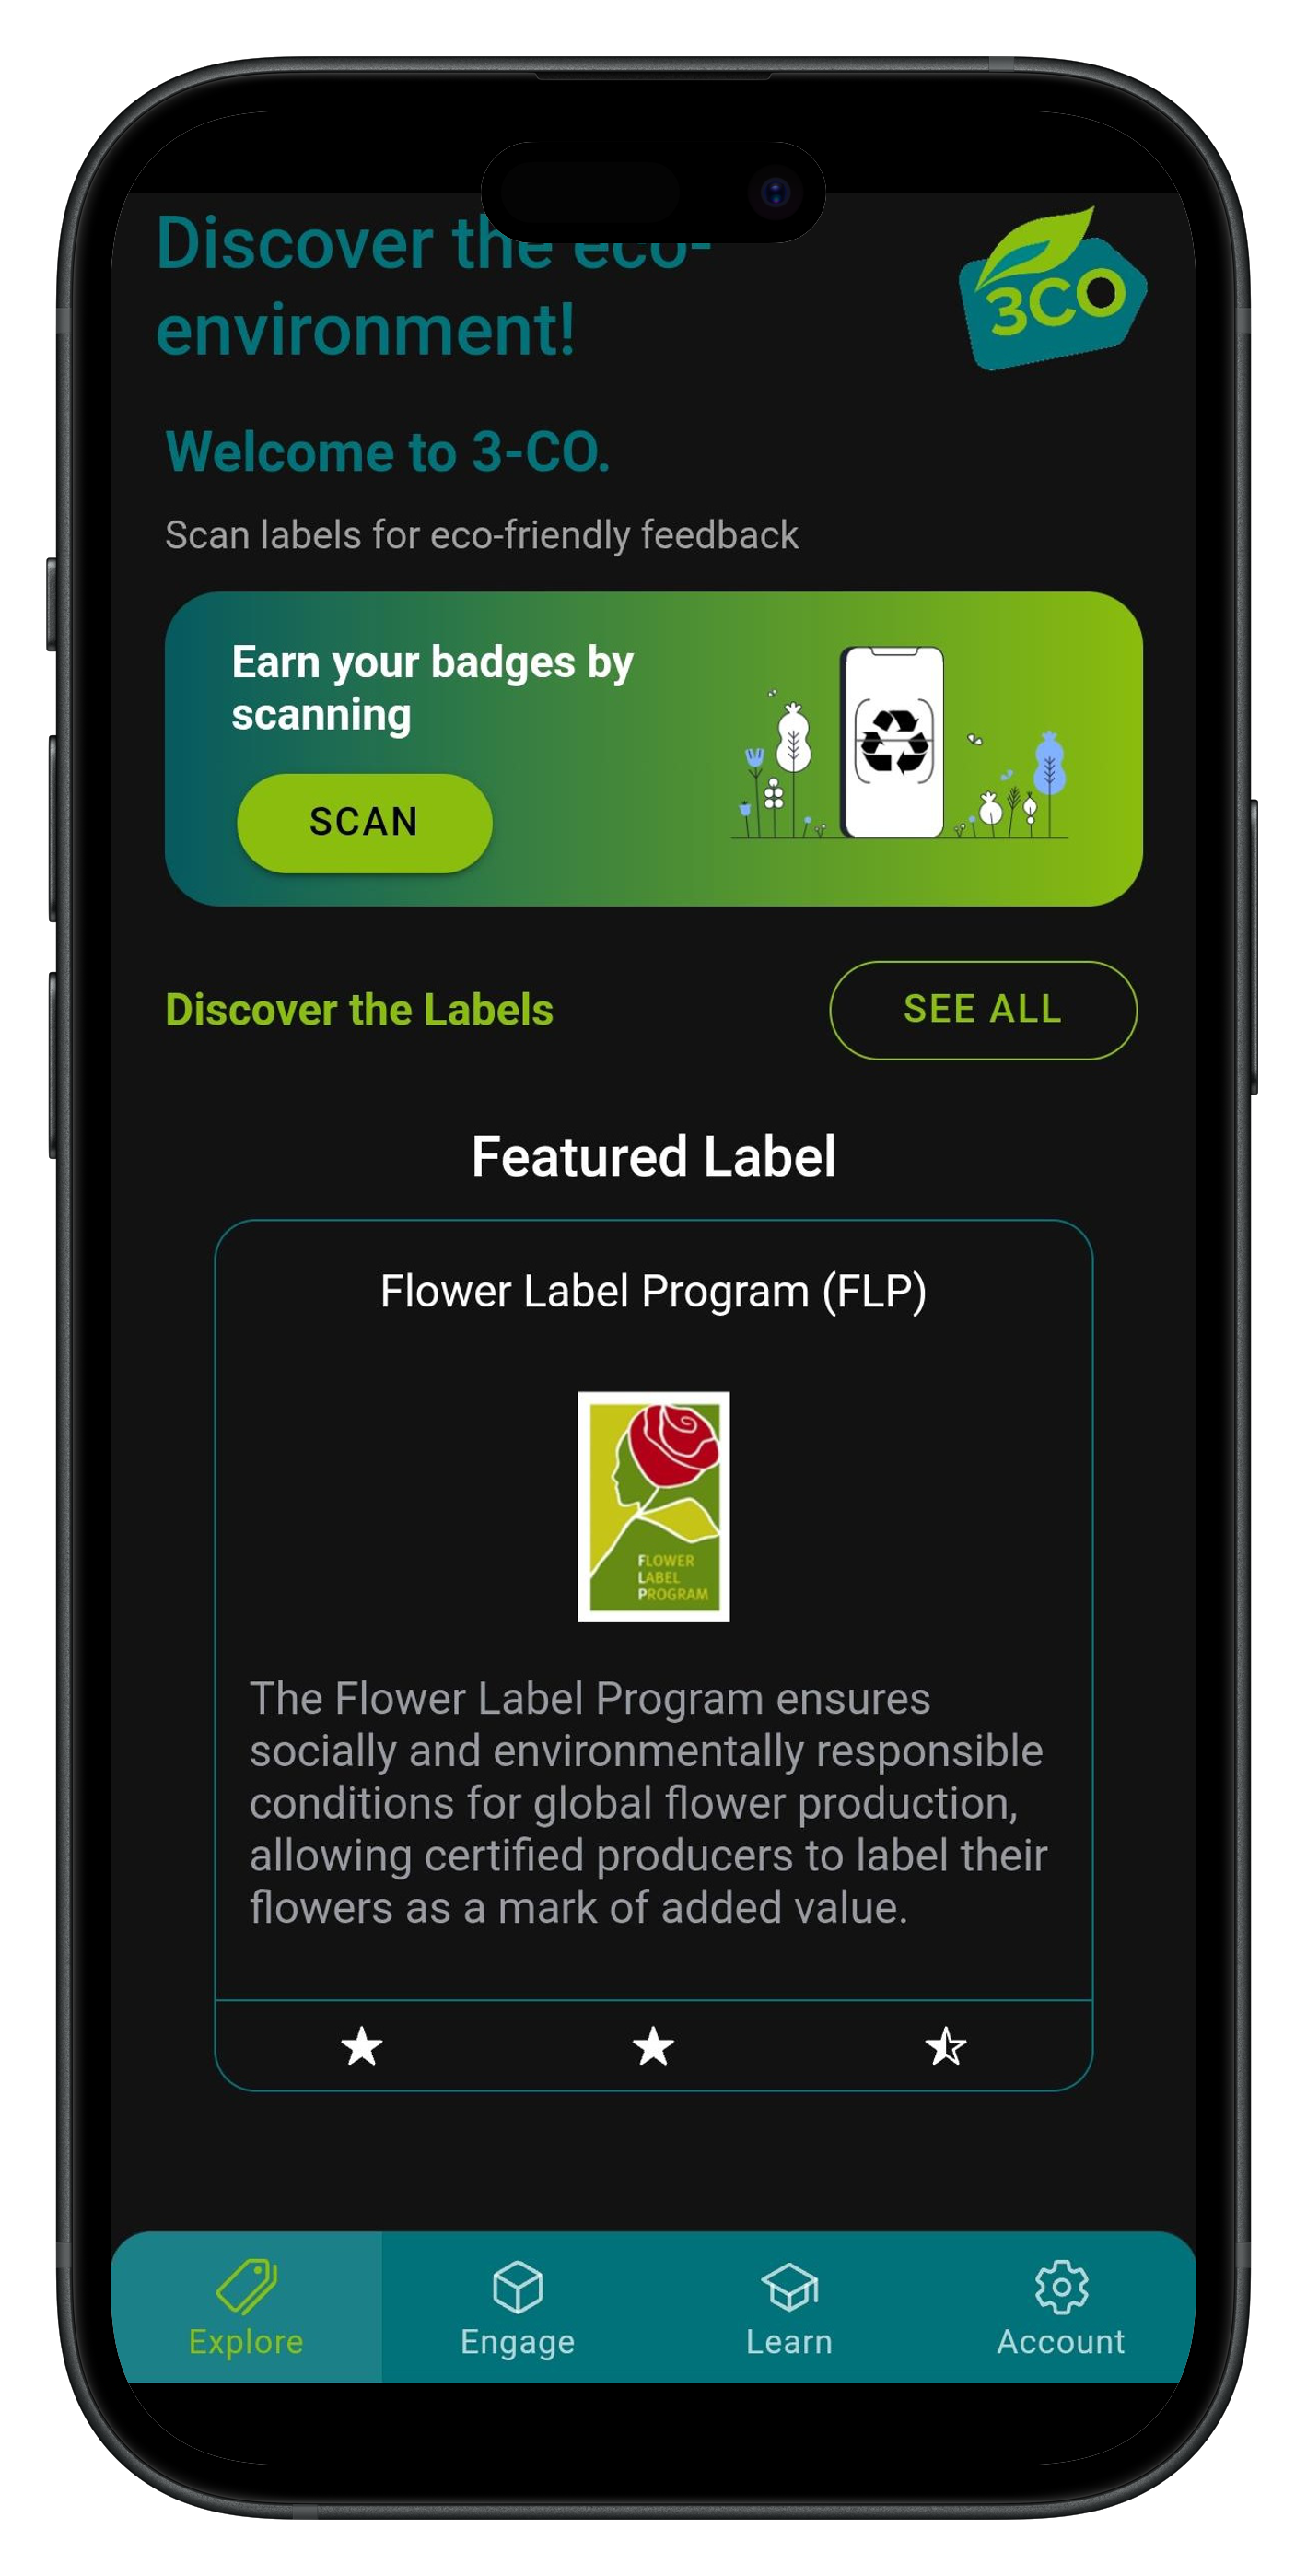 Discover the eco-
environment!
3CO
Welcome to 3-CO.
Scan labels for eco-friendly feedback
Earn your badges by
scanning
SCAN
Discover the Labels
SEE ALL
Featured Label
Flower Label Program (FLP)
FLOWER
LABEL
PROGRAM
The Flower Label Program ensures
socially and environmentally responsible
conditions for global flower production,
allowing certified producers to label their
flowers as a mark of added value.
Explore
Engage
Learn
Account